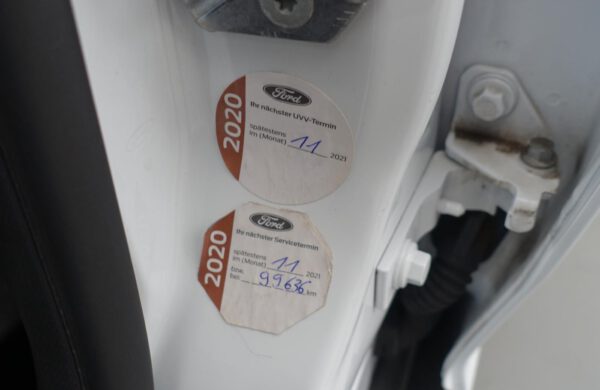 Ford
2020
Ihr nächster UVV-Termin
spätestens
im (Monat) 11 2021
Ford
2020
Ihr nächster Servicetermin
spätestens
im (Monat) 11 2021
bzw.
bei 99636 km